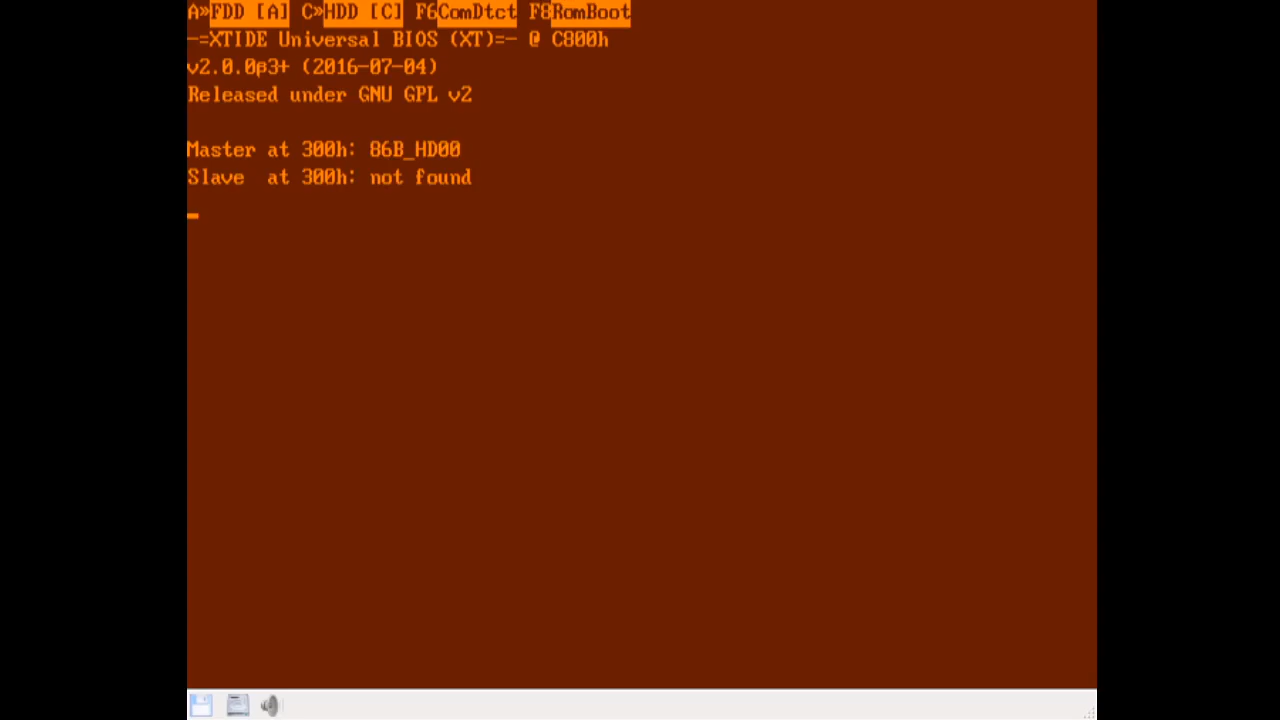 A»FDD [A] C»HDD [C] F6ComDtct F8RomBoot
-=XTIDE Universal BIOS (XT)=- @ C800h
v2.0.0β3+ (2016-07-04)
Released under GNU GPL v2
Master at 300h: 86B_HD00
Slave  at 300h: not found